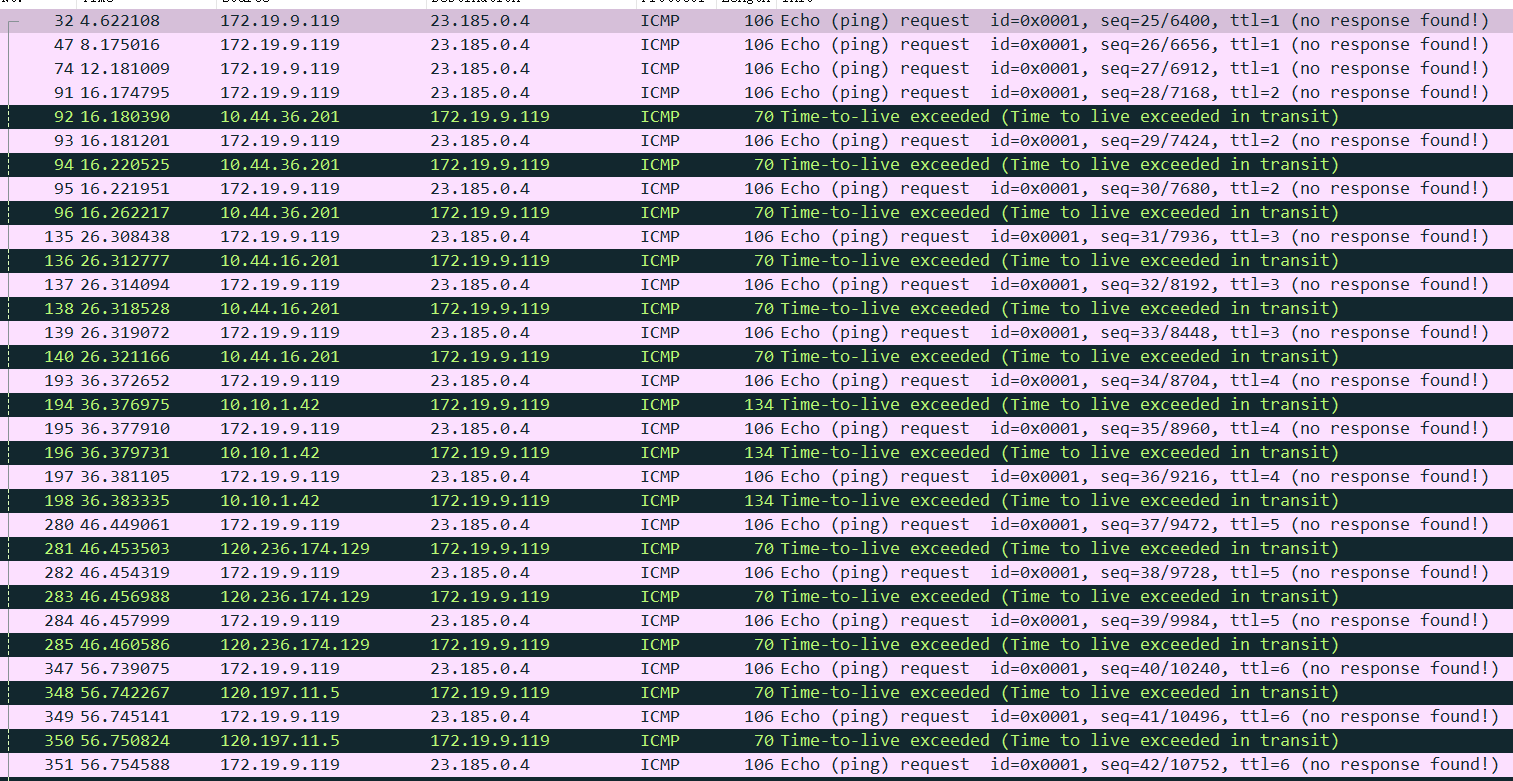 No. Time Source Destination Protocol Length Info
32 4.622108 172.19.9.119 23.185.0.4 ICMP 106 Echo (ping) request id=0x0001, seq=25/6400, ttl=1 (no response found!)
47 8.175016 172.19.9.119 23.185.0.4 ICMP 106 Echo (ping) request id=0x0001, seq=26/6656, ttl=1 (no response found!)
74 12.181009 172.19.9.119 23.185.0.4 ICMP 106 Echo (ping) request id=0x0001, seq=27/6912, ttl=1 (no response found!)
91 16.174795 172.19.9.119 23.185.0.4 ICMP 106 Echo (ping) request id=0x0001, seq=28/7168, ttl=2 (no response found!)
92 16.180390 10.44.36.201 172.19.9.119 ICMP 70 Time-to-live exceeded (Time to live exceeded in transit)
93 16.181201 172.19.9.119 23.185.0.4 ICMP 106 Echo (ping) request id=0x0001, seq=29/7424, ttl=2 (no response found!)
94 16.220525 10.44.36.201 172.19.9.119 ICMP 70 Time-to-live exceeded (Time to live exceeded in transit)
95 16.221951 172.19.9.119 23.185.0.4 ICMP 106 Echo (ping) request id=0x0001, seq=30/7680, ttl=2 (no response found!)
96 16.262217 10.44.36.201 172.19.9.119 ICMP 70 Time-to-live exceeded (Time to live exceeded in transit)
135 26.308438 172.19.9.119 23.185.0.4 ICMP 106 Echo (ping) request id=0x0001, seq=31/7936, ttl=3 (no response found!)
136 26.312777 10.44.16.201 172.19.9.119 ICMP 70 Time-to-live exceeded (Time to live exceeded in transit)
137 26.314094 172.19.9.119 23.185.0.4 ICMP 106 Echo (ping) request id=0x0001, seq=32/8192, ttl=3 (no response found!)
138 26.318528 10.44.16.201 172.19.9.119 ICMP 70 Time-to-live exceeded (Time to live exceeded in transit)
139 26.319072 172.19.9.119 23.185.0.4 ICMP 106 Echo (ping) request id=0x0001, seq=33/8448, ttl=3 (no response found!)
140 26.321166 10.44.16.201 172.19.9.119 ICMP 70 Time-to-live exceeded (Time to live exceeded in transit)
193 36.372652 172.19.9.119 23.185.0.4 ICMP 106 Echo (ping) request id=0x0001, seq=34/8704, ttl=4 (no response found!)
194 36.376975 10.10.1.42 172.19.9.119 ICMP 134 Time-to-live exceeded (Time to live exceeded in transit)
195 36.377910 172.19.9.119 23.185.0.4 ICMP 106 Echo (ping) request id=0x0001, seq=35/8960, ttl=4 (no response found!)
196 36.379731 10.10.1.42 172.19.9.119 ICMP 134 Time-to-live exceeded (Time to live exceeded in transit)
197 36.381105 172.19.9.119 23.185.0.4 ICMP 106 Echo (ping) request id=0x0001, seq=36/9216, ttl=4 (no response found!)
198 36.383335 10.10.1.42 172.19.9.119 ICMP 134 Time-to-live exceeded (Time to live exceeded in transit)
280 46.449061 172.19.9.119 23.185.0.4 ICMP 106 Echo (ping) request id=0x0001, seq=37/9472, ttl=5 (no response found!)
281 46.453503 120.236.174.129 172.19.9.119 ICMP 70 Time-to-live exceeded (Time to live exceeded in transit)
282 46.454319 172.19.9.119 23.185.0.4 ICMP 106 Echo (ping) request id=0x0001, seq=38/9728, ttl=5 (no response found!)
283 46.456988 120.236.174.129 172.19.9.119 ICMP 70 Time-to-live exceeded (Time to live exceeded in transit)
284 46.457999 172.19.9.119 23.185.0.4 ICMP 106 Echo (ping) request id=0x0001, seq=39/9984, ttl=5 (no response found!)
285 46.460586 120.236.174.129 172.19.9.119 ICMP 70 Time-to-live exceeded (Time to live exceeded in transit)
347 56.739075 172.19.9.119 23.185.0.4 ICMP 106 Echo (ping) request id=0x0001, seq=40/10240, ttl=6 (no response found!)
348 56.742267 120.197.11.5 172.19.9.119 ICMP 70 Time-to-live exceeded (Time to live exceeded in transit)
349 56.745141 172.19.9.119 23.185.0.4 ICMP 106 Echo (ping) request id=0x0001, seq=41/10496, ttl=6 (no response found!)
350 56.750824 120.197.11.5 172.19.9.119 ICMP 70 Time-to-live exceeded (Time to live exceeded in transit)
351 56.754588 172.19.9.119 23.185.0.4 ICMP 106 Echo (ping) request id=0x0001, seq=42/10752, ttl=6 (no response found!)